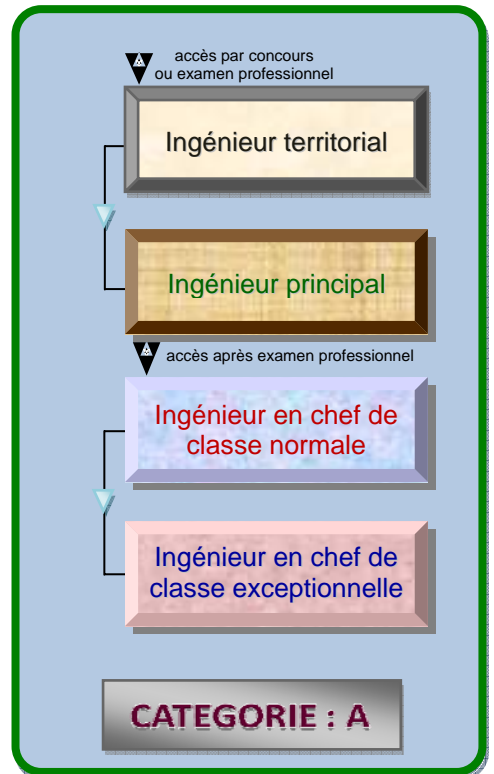 accès par concours
ou examen professionnel
Ingénieur territorial
Ingénieur principal
accès après examen professionnel
Ingénieur en chef de
classe normale
Ingénieur en chef de
classe exceptionnelle
CATEGORIE : A